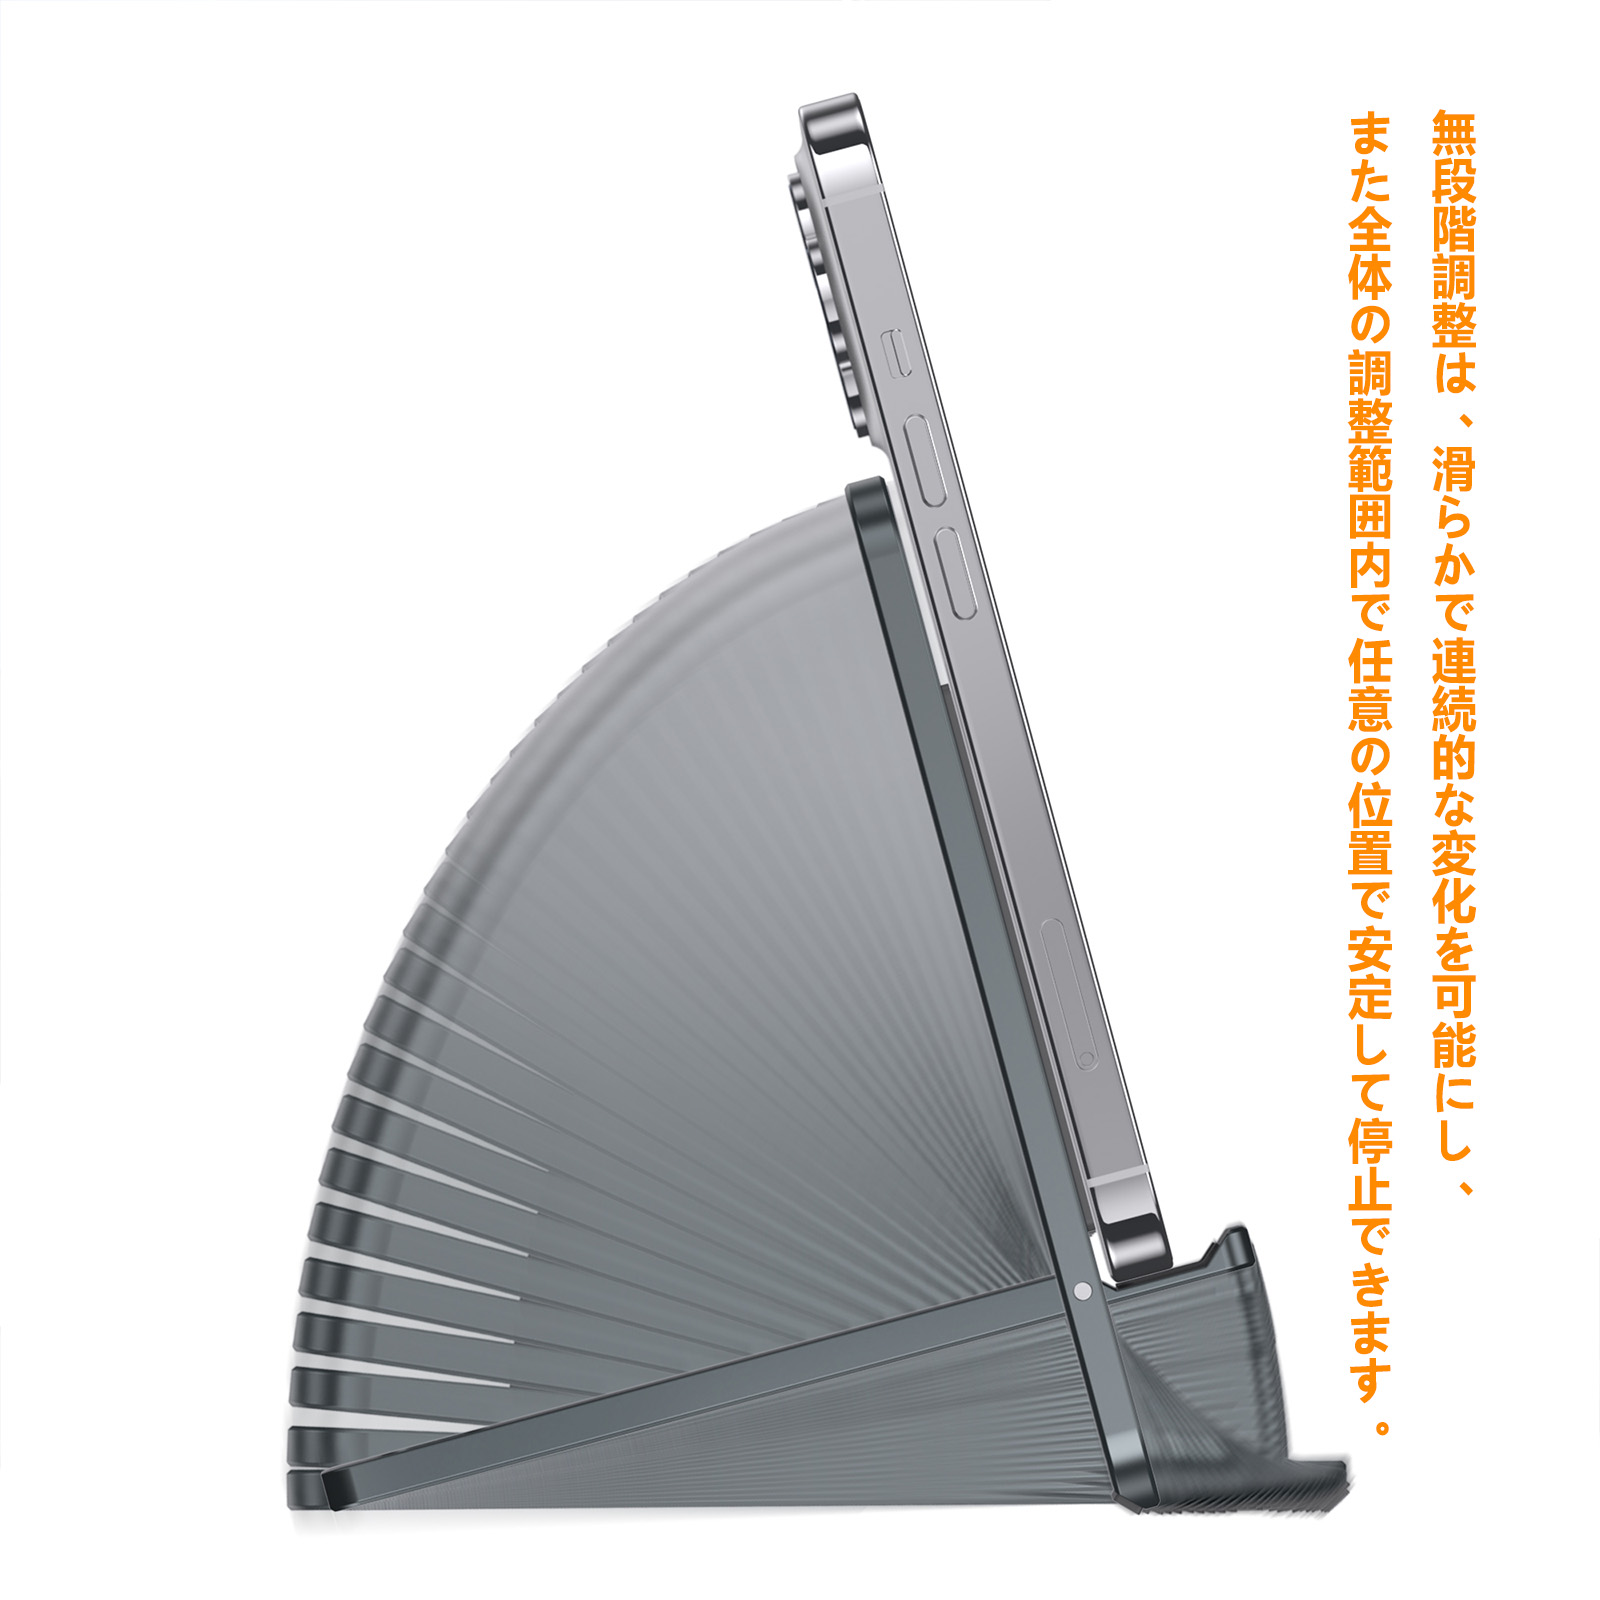 無段階調整は、滑らかで連続的な変化を可能にし、
また全体の調整範囲内で任意の位置で安定して停止できます。